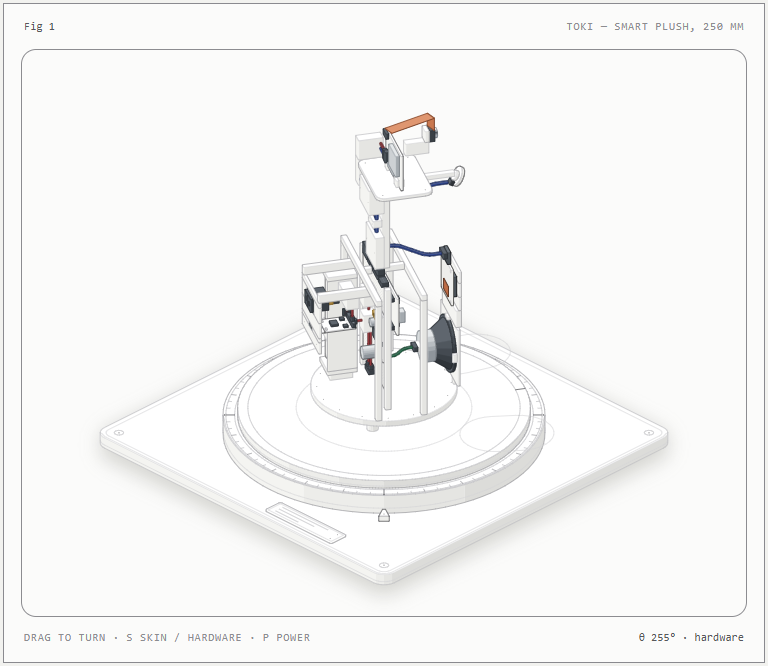 Fig 1
TOKI — SMART PLUSH, 250 MM
DRAG TO TURN · S SKIN / HARDWARE · P POWER
θ 255° · hardware